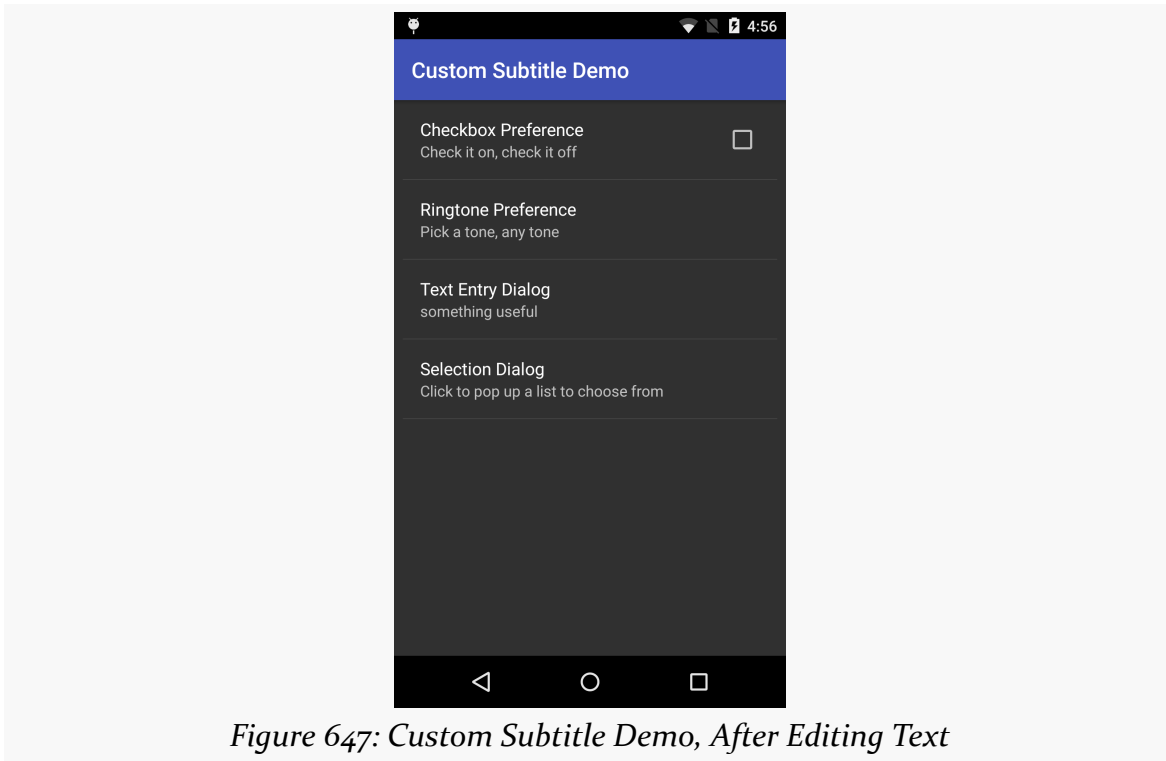 4:56
Custom Subtitle Demo
Checkbox Preference
Check it on, check it off
Ringtone Preference
Pick a tone, any tone
Text Entry Dialog
something useful
Selection Dialog
Click to pop up a list to choose from
Figure 647: Custom Subtitle Demo, After Editing Text